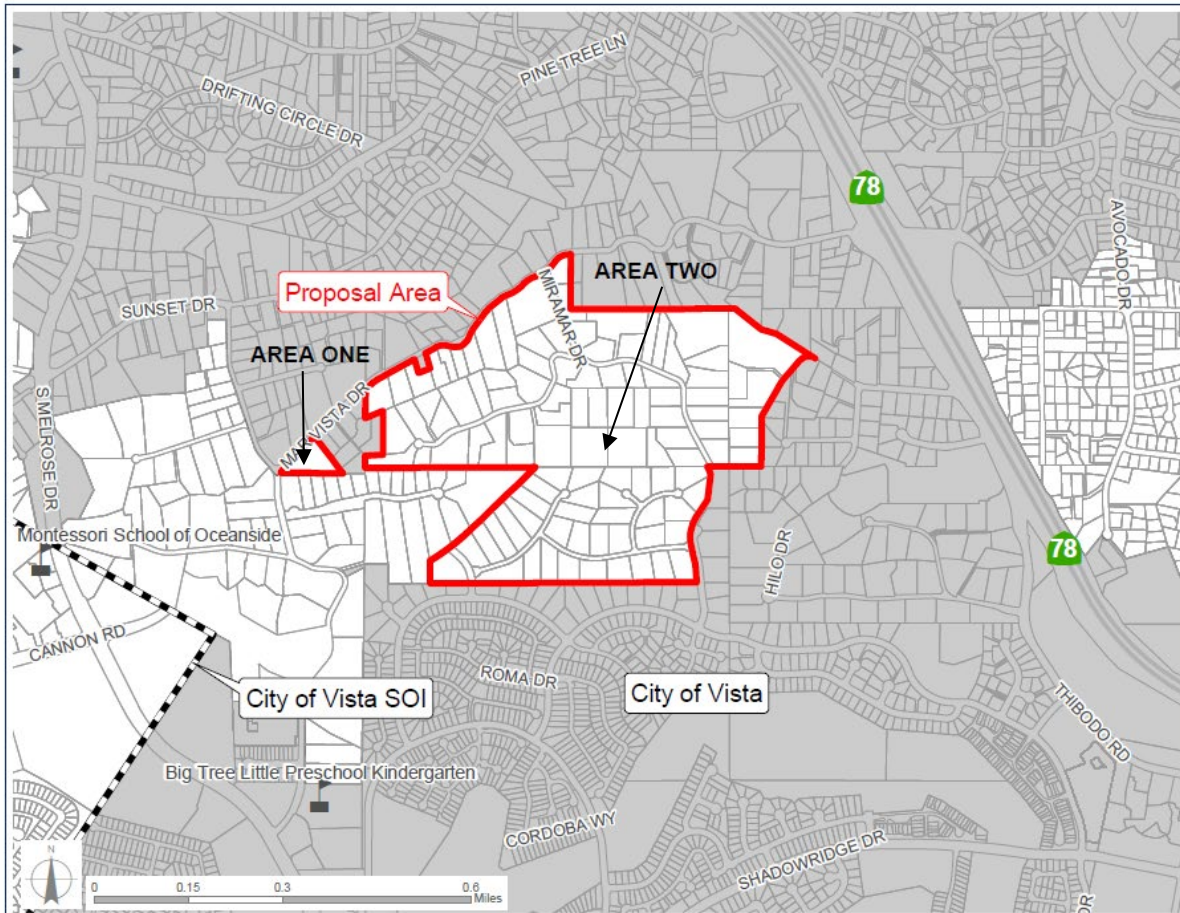 PINE TREE LN
DRIFTING CIRCLE DR
78
AVOCADO DR
AREA TWO
MIRAMAR DR
Proposal Area
SUNSET DR
AREA ONE
MAR VISTA DR
S MELROSE DR
Montessori School of Oceanside
78
HILO DR
CANNON RD
ROMA DR
City of Vista SOI
City of Vista
THIBODO RD
Big Tree Little Preschool Kindergarten
CORDOBA WY
SHADOWRIDGE DR
DR
N
0 0.15 0.3 0.6
Miles